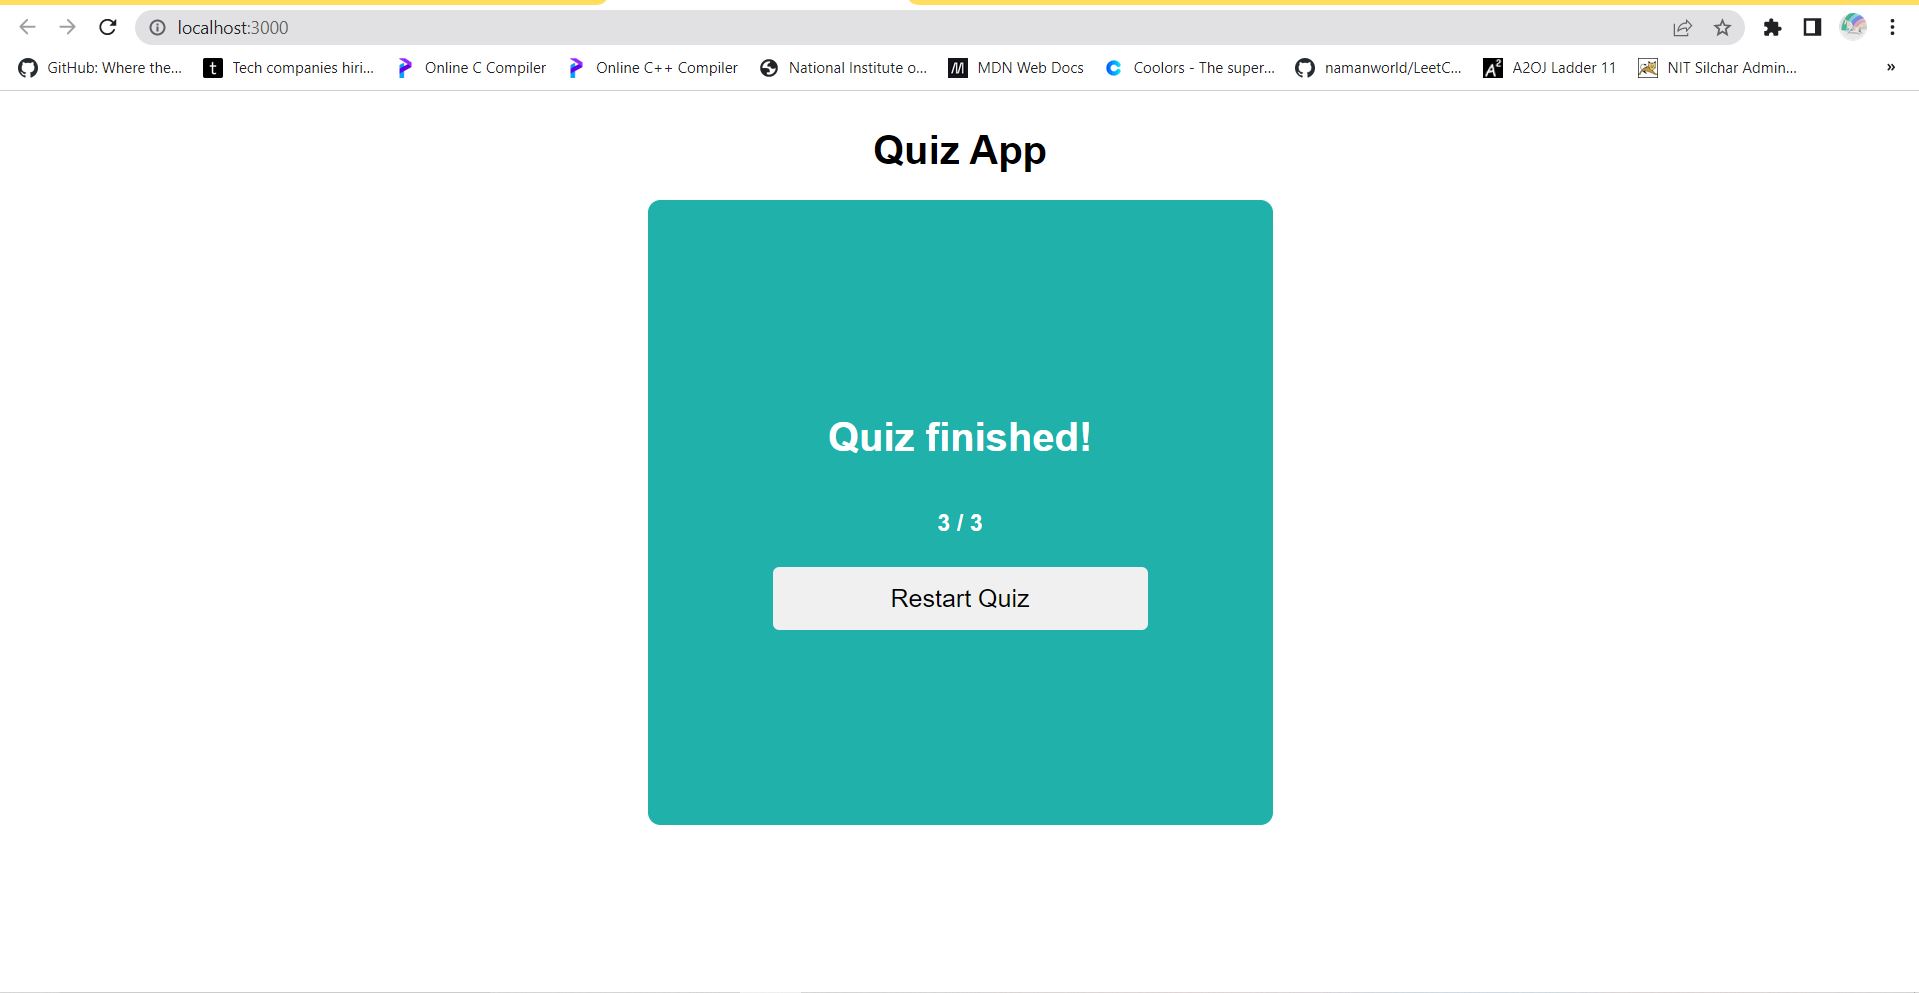 localhost:3000
GitHub: Where the... Tech companies hiri... Online C Compiler Online C++ Compiler National Institute o... MDN Web Docs Coolors - The super... namanworld/LeetC... A2OJ Ladder 11 NIT Silchar Admin... »
Quiz App
Quiz finished!
3 / 3
Restart Quiz